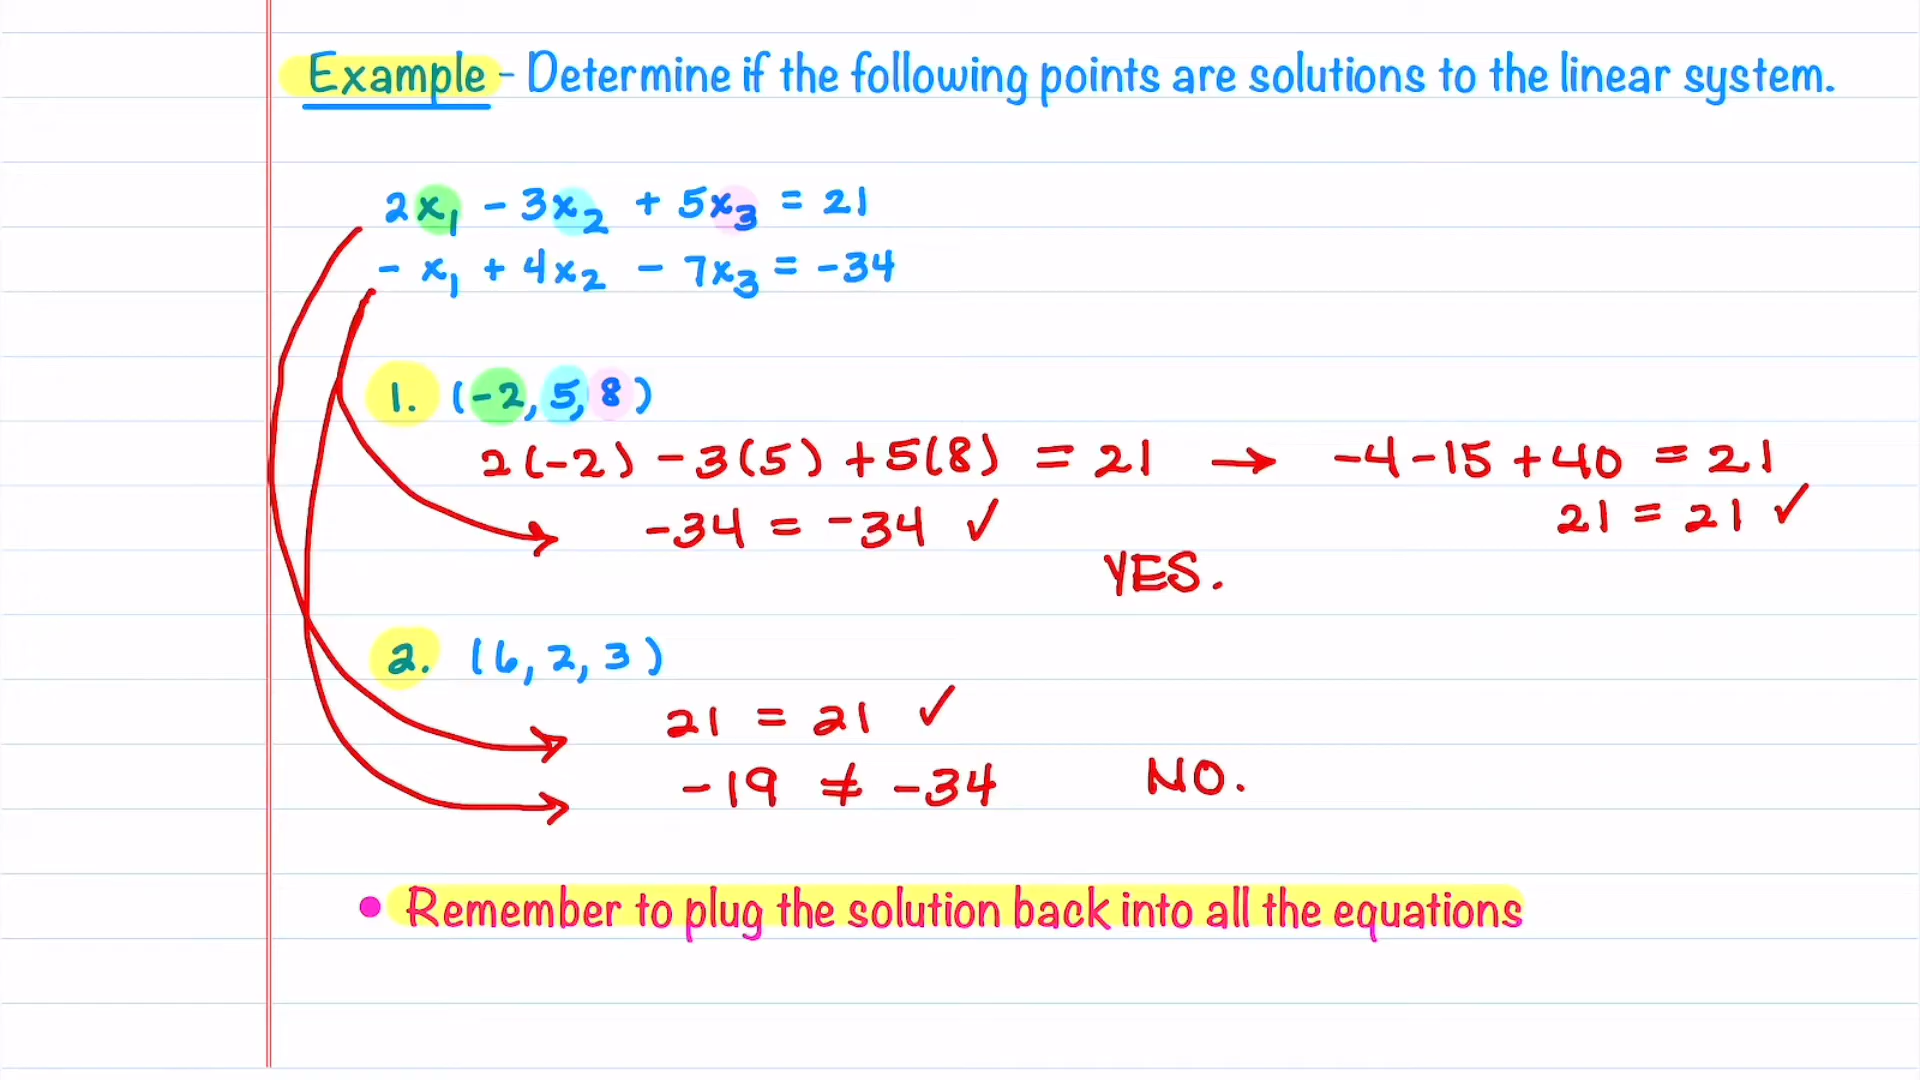 Example - Determine if the following points are solutions to the linear system.
2x₁ - 3x₂ + 5x₃ = 21
- x₁ + 4x₂ - 7x₃ = -34
1. (-2, 5, 8)
2(-2) - 3(5) + 5(8) = 21 → -4 - 15 + 40 = 21
-34 = -34 ✓ 21 = 21 ✓
YES.
2. (6, 2, 3)
21 = 21 ✓
-19 ≠ -34 NO.
• Remember to plug the solution back into all the equations